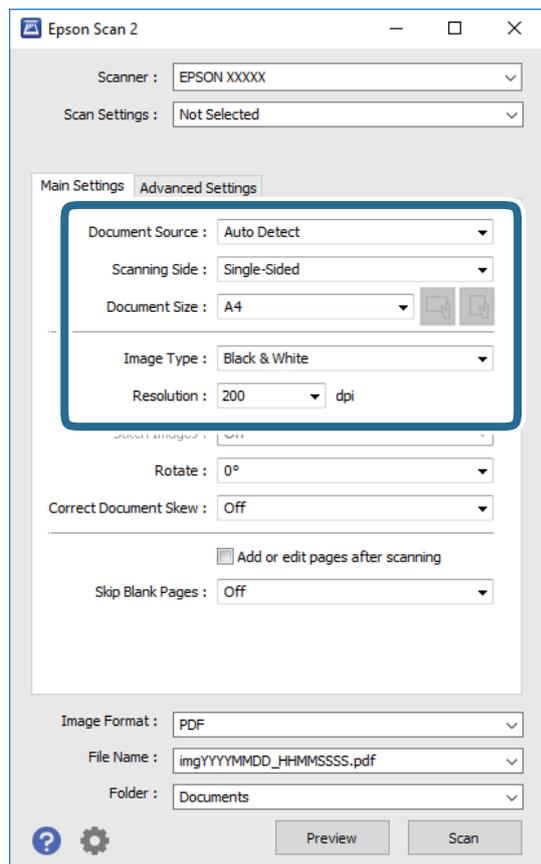 Epson Scan 2
Scanner : EPSON XXXXX
Scan Settings : Not Selected
Main Settings Advanced Settings
Document Source : Auto Detect
Scanning Side : Single-Sided
Document Size : A4
Image Type : Black & White
Resolution : 200 dpi
Stitch Images : Off
Rotate : 0°
Correct Document Skew : Off
Add or edit pages after scanning
Skip Blank Pages : Off
Image Format : PDF
File Name : imgYYYYMMDD_HHMMSSSS.pdf
Folder : Documents
? Preview Scan